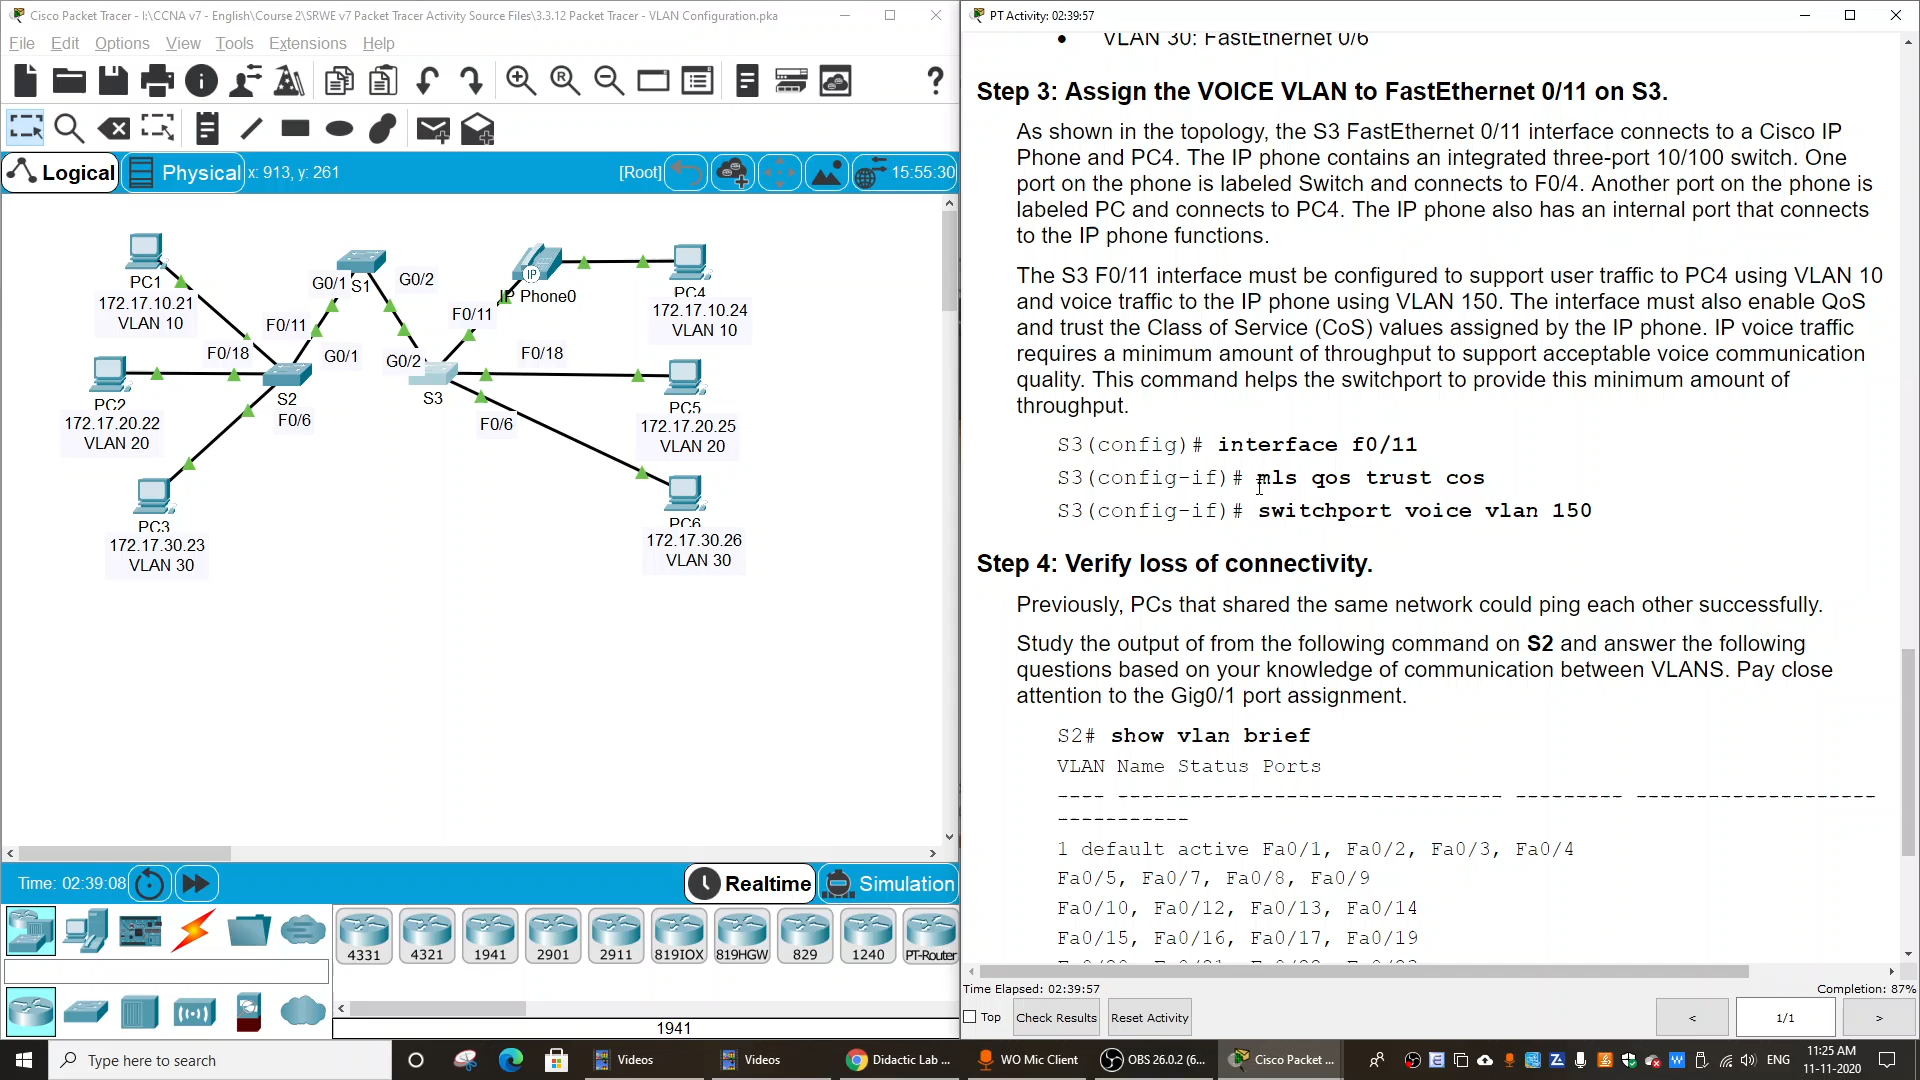 Cisco Packet Tracer - I:\CCNA v7 - English\Course 2\SRWE v7 Packet Tracer Activity Source Files\3.3.12 Packet Tracer - VLAN Configuration.pka
File Edit Options View Tools Extensions Help
Logical Physical x: 913, y: 261 [Root] 15:55:30
PC1
172.17.10.21
VLAN 10
G0/1
S1
G0/2
IP
IP Phone0
PC4
172.17.10.24
VLAN 10
F0/11
F0/11
F0/18
G0/1
G0/2
F0/18
PC2
172.17.20.22
VLAN 20
S2
F0/6
S3
F0/6
PC5
172.17.20.25
VLAN 20
PC3
172.17.30.23
VLAN 30
PC6
172.17.30.26
VLAN 30
Time: 02:39:08 Realtime Simulation
4331 4321 1941 2901 2911 819IOX 819HGW 829 1240 PT-Router
1941
PT Activity: 02:39:57
• VLAN 30: FastEthernet 0/6
Step 3: Assign the VOICE VLAN to FastEthernet 0/11 on S3.
As shown in the topology, the S3 FastEthernet 0/11 interface connects to a Cisco IP
Phone and PC4. The IP phone contains an integrated three-port 10/100 switch. One
port on the phone is labeled Switch and connects to F0/4. Another port on the phone is
labeled PC and connects to PC4. The IP phone also has an internal port that connects
to the IP phone functions.
The S3 F0/11 interface must be configured to support user traffic to PC4 using VLAN 10
and voice traffic to the IP phone using VLAN 150. The interface must also enable QoS
and trust the Class of Service (CoS) values assigned by the IP phone. IP voice traffic
requires a minimum amount of throughput to support acceptable voice communication
quality. This command helps the switchport to provide this minimum amount of
throughput.
S3(config)# interface f0/11
S3(config-if)# mls qos trust cos
S3(config-if)# switchport voice vlan 150
Step 4: Verify loss of connectivity.
Previously, PCs that shared the same network could ping each other successfully.
Study the output of from the following command on S2 and answer the following
questions based on your knowledge of communication between VLANS. Pay close
attention to the Gig0/1 port assignment.
S2# show vlan brief
VLAN Name Status Ports
---- ----------------------------- -------- ------------------
----------
1 default active Fa0/1, Fa0/2, Fa0/3, Fa0/4
Fa0/5, Fa0/7, Fa0/8, Fa0/9
Fa0/10, Fa0/12, Fa0/13, Fa0/14
Fa0/15, Fa0/16, Fa0/17, Fa0/19
Time Elapsed: 02:39:57 Completion: 87%
Top Check Results Reset Activity < 1/1 >
Type here to search Videos Videos Didactic Lab ... WO Mic Client OBS 26.0.2 (6... Cisco Packet ... ENG 11:25 AM
11-11-2020